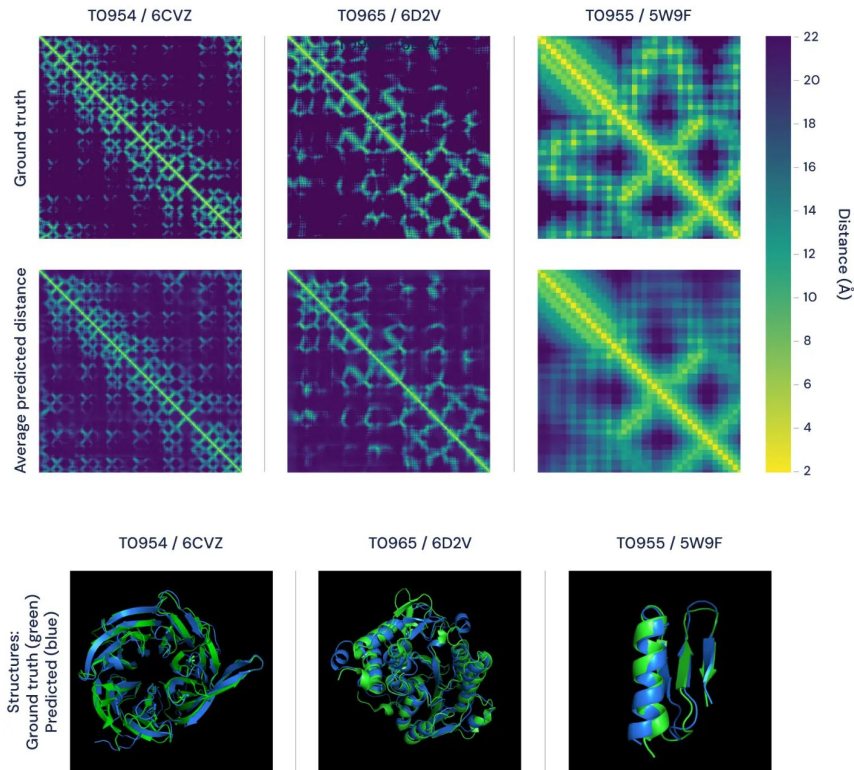 TO954 / 6CVZ
TO965 / 6D2V
TO955 / 5W9F
Ground truth
Average predicted distance
22
20
18
16
14
12
10
8
6
4
2
Distance (Å)
TO954 / 6CVZ
TO965 / 6D2V
TO955 / 5W9F
Structures:
Ground truth (green)
Predicted (blue)